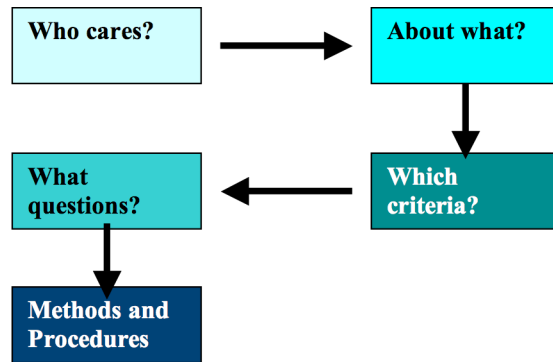 Who cares?
About what?
Which
criteria?
What
questions?
Methods and
Procedures